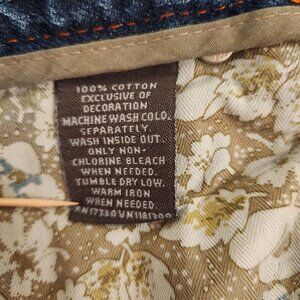 100% COTTON
EXCLUSIVE OF
DECORATION
MACHINE WASH COLD.
SEPARATELY.
WASH INSIDE OUT.
ONLY NON-
CHLORINE BLEACH
WHEN NEEDED.
TUMBLE DRY LOW.
WARM IRON
WHEN NEEDED.